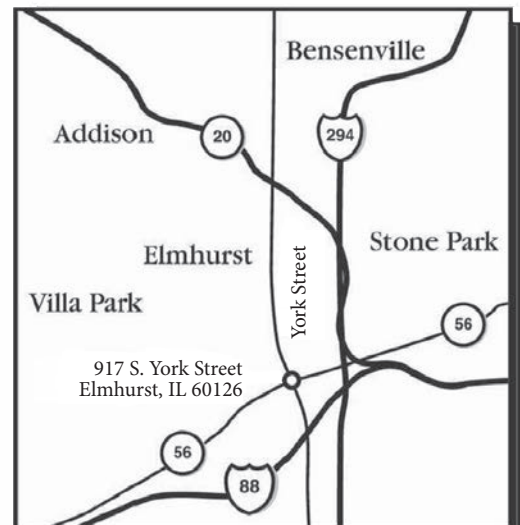 Bensenville
Addison
20
294
Elmhurst
York Street
Stone Park
Villa Park
56
917 S. York Street
Elmhurst, IL 60126
56
88